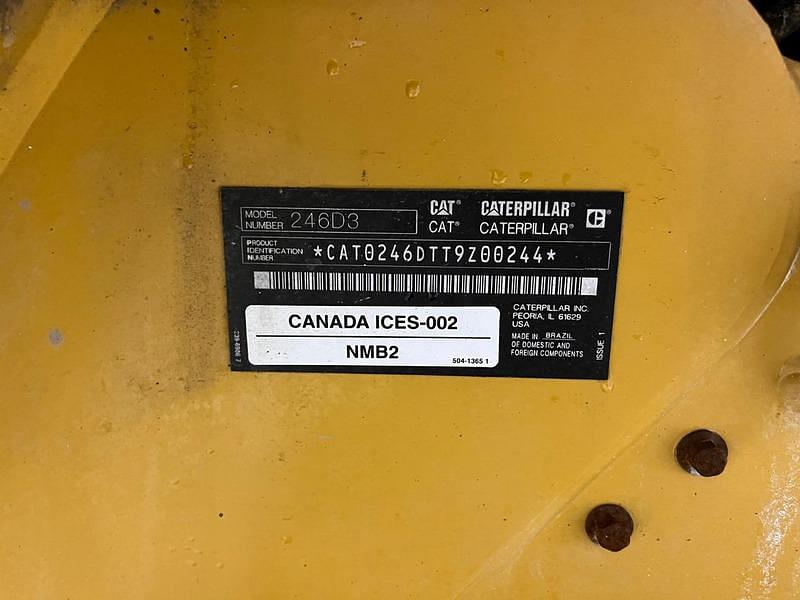 MODEL
NUMBER 246D3
CAT CATERPILLAR
CAT® CATERPILLAR®
PRODUCT
IDENTIFICATION
NUMBER
*CAT0246DTT9Z00244*
CANADA ICES-002
NMB2
504-1365 1
CATERPILLAR INC.
PEORIA, IL 61629
USA
MADE IN BRAZIL
OF DOMESTIC AND
FOREIGN COMPONENTS
ISSUE 1